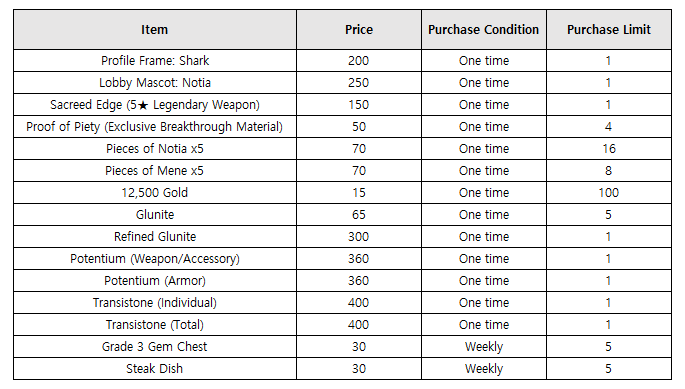 Item Price Purchase Condition Purchase Limit
Profile Frame: Shark 200 One time 1
Lobby Mascot: Notia 250 One time 1
Sacreed Edge (5★ Legendary Weapon) 150 One time 1
Proof of Piety (Exclusive Breakthrough Material) 50 One time 4
Pieces of Notia x5 70 One time 16
Pieces of Mene x5 70 One time 8
12,500 Gold 15 One time 100
Glunite 65 One time 5
Refined Glunite 300 One time 1
Potentium (Weapon/Accessory) 360 One time 1
Potentium (Armor) 360 One time 1
Transistone (Individual) 400 One time 1
Transistone (Total) 400 One time 1
Grade 3 Gem Chest 30 Weekly 5
Steak Dish 30 Weekly 5